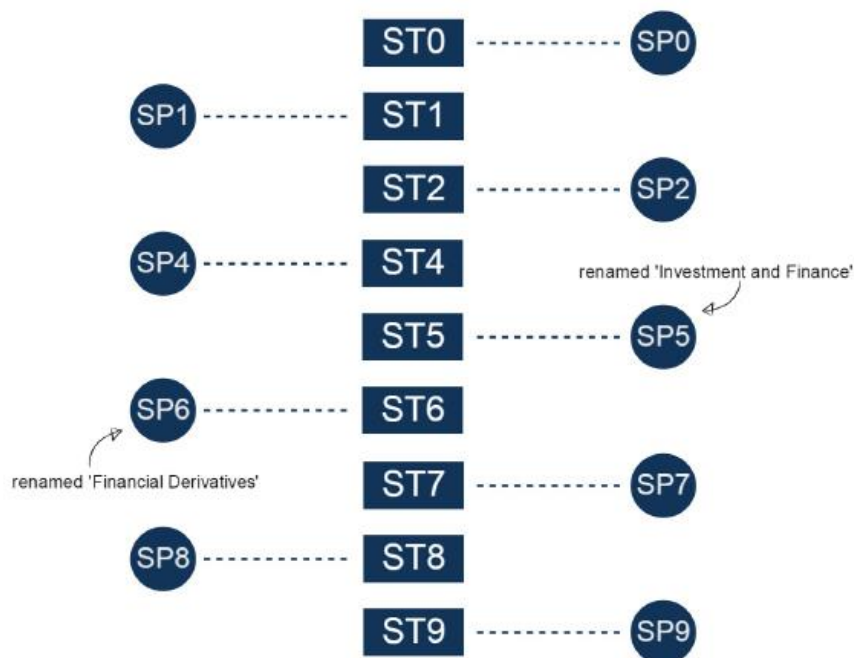 ST0 SP0
SP1 ST1
ST2 SP2
SP4 ST4
renamed 'Investment and Finance'
ST5 SP5
SP6 ST6
renamed 'Financial Derivatives'
ST7 SP7
SP8 ST8
ST9 SP9